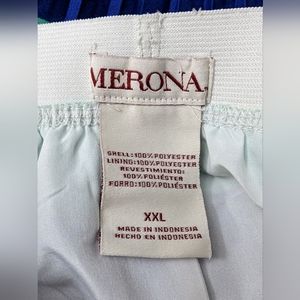 MERONA
SHELL: 100% POLYESTER
LINING: 100% POLYESTER
REVESTIMIENTO:
100% POLIÉSTER
FORRO: 100% POLIÉSTER
XXL
MADE IN INDONESIA
HECHO EN INDONESIA